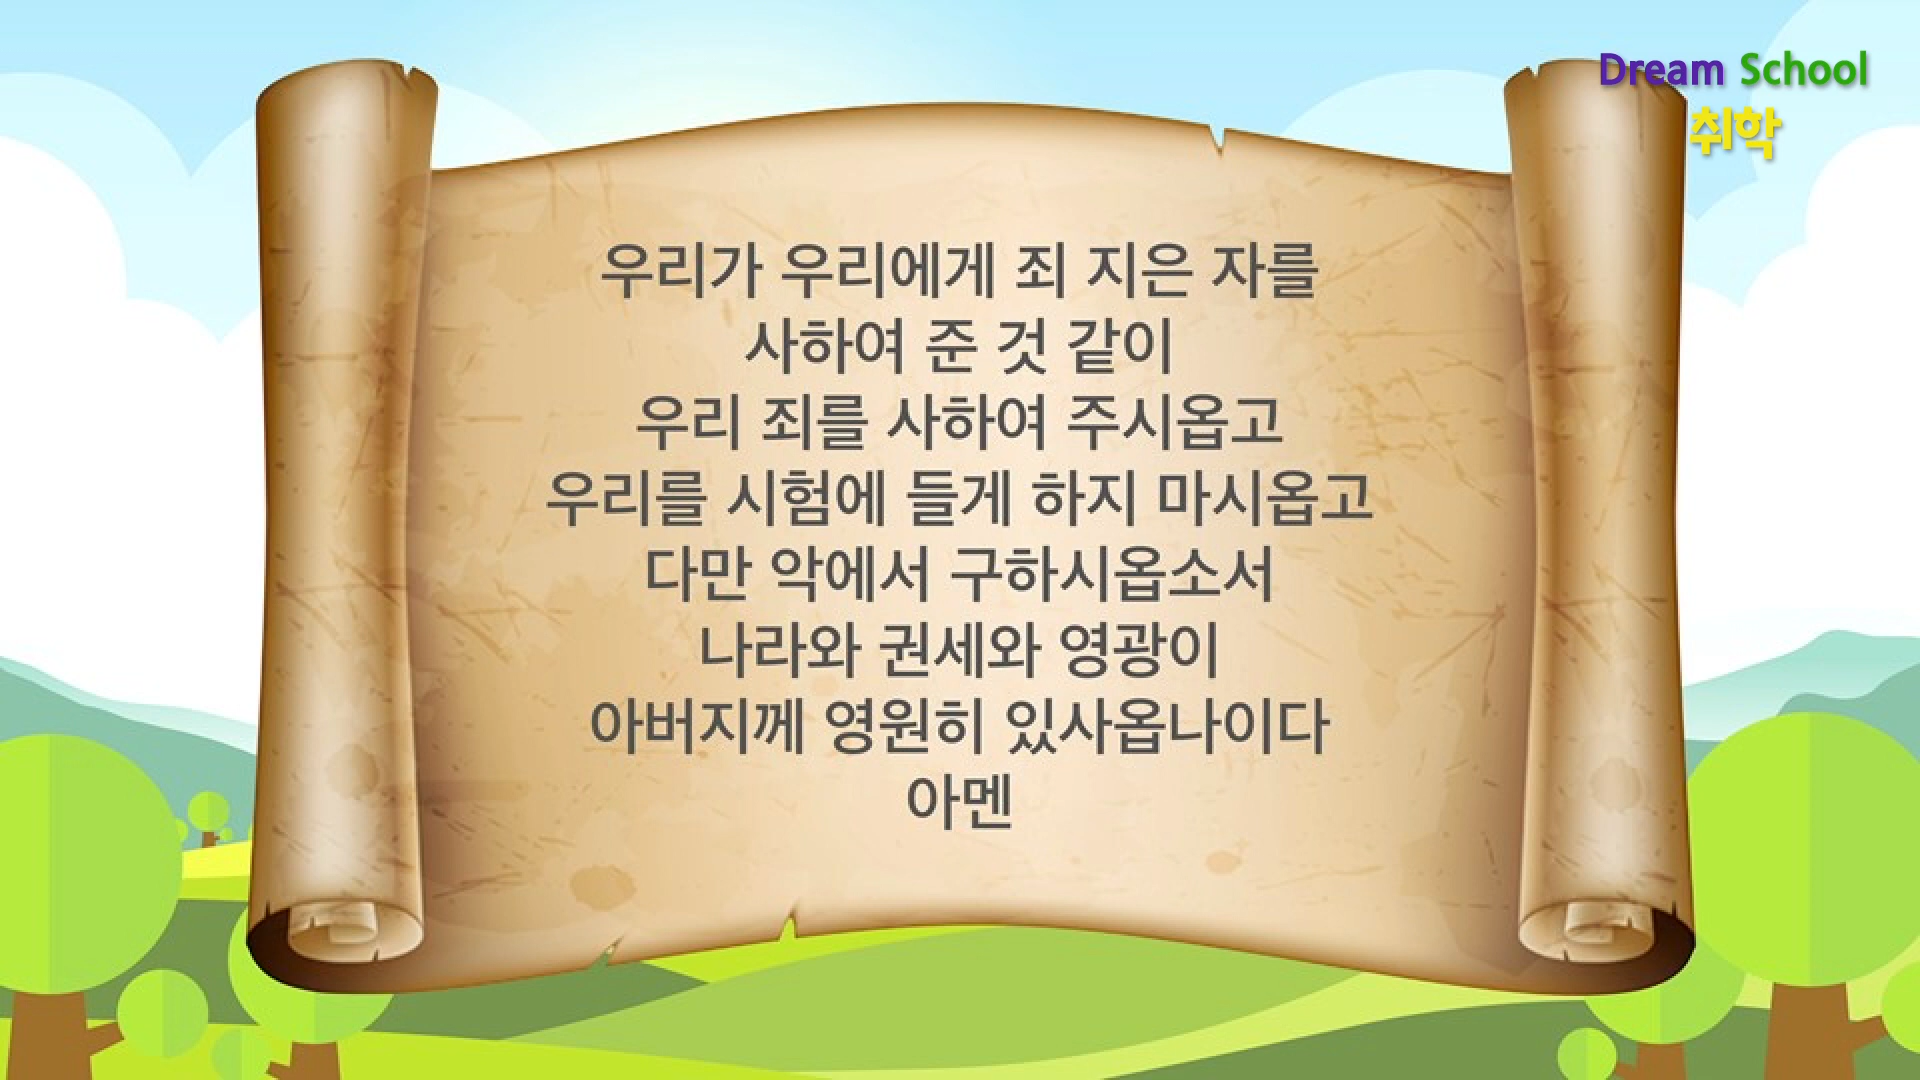 Dream School
취학
우리가 우리에게 죄 지은 자를
사하여 준 것 같이
우리 죄를 사하여 주시옵고
우리를 시험에 들게 하지 마시옵고
다만 악에서 구하시옵소서
나라와 권세와 영광이
아버지께 영원히 있사옵나이다
아멘